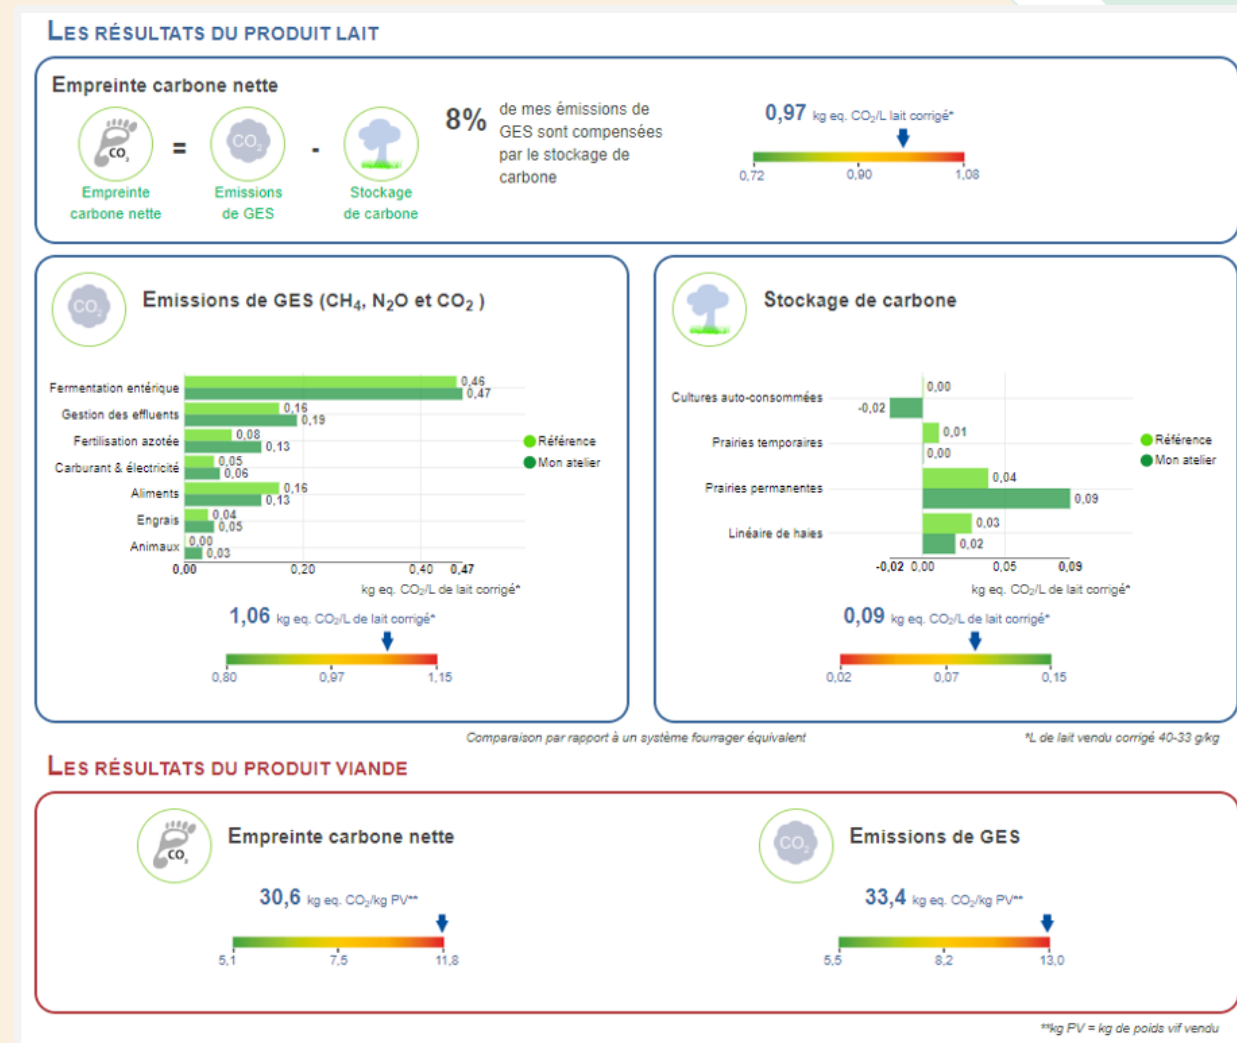 LES RÉSULTATS DU PRODUIT LAIT
Empreinte carbone nette
CO₂
=
CO₂
-
Empreinte
carbone nette
Emissions
de GES
Stockage
de carbone
8%
de mes émissions de
GES sont compensées
par le stockage de
carbone
0,97 kg eq. CO₂/L lait corrigé*
0,72 0,90 1,08
CO₂
Emissions de GES (CH₄, N₂O et CO₂ )
Fermentation entérique 0,46 0,47
Gestion des effluents 0,16 0,19
Fertilisation azotée 0,08 0,13
Carburant & électricité 0,05 0,06
Aliments 0,16 0,13
Engrais 0,04 0,05
Animaux 0,00 0,03
0,00 0,20 0,40 0,47
kg eq. CO₂/L de lait corrigé*
Référence
Mon atelier
1,06 kg eq. CO₂/L de lait corrigé*
0,80 0,97 1,15
Stockage de carbone
Cultures auto-consommées 0,00 -0,02
Prairies temporaires 0,01 0,00
Prairies permanentes 0,04 0,09
Linéaire de haies 0,03 0,02
-0,02 0,00 0,05 0,09
kg eq. CO₂/L de lait corrigé*
Référence
Mon atelier
0,09 kg eq. CO₂/L de lait corrigé*
0,02 0,07 0,15
Comparaison par rapport à un système fourrager équivalent
*L de lait vendu corrigé 40-33 g/kg
LES RÉSULTATS DU PRODUIT VIANDE
CO₂
Empreinte carbone nette
30,6 kg eq. CO₂/kg PV**
5,1 7,5 11,8
CO₂
Emissions de GES
33,4 kg eq. CO₂/kg PV**
5,5 8,2 13,0
**kg PV = kg de poids vif vendu